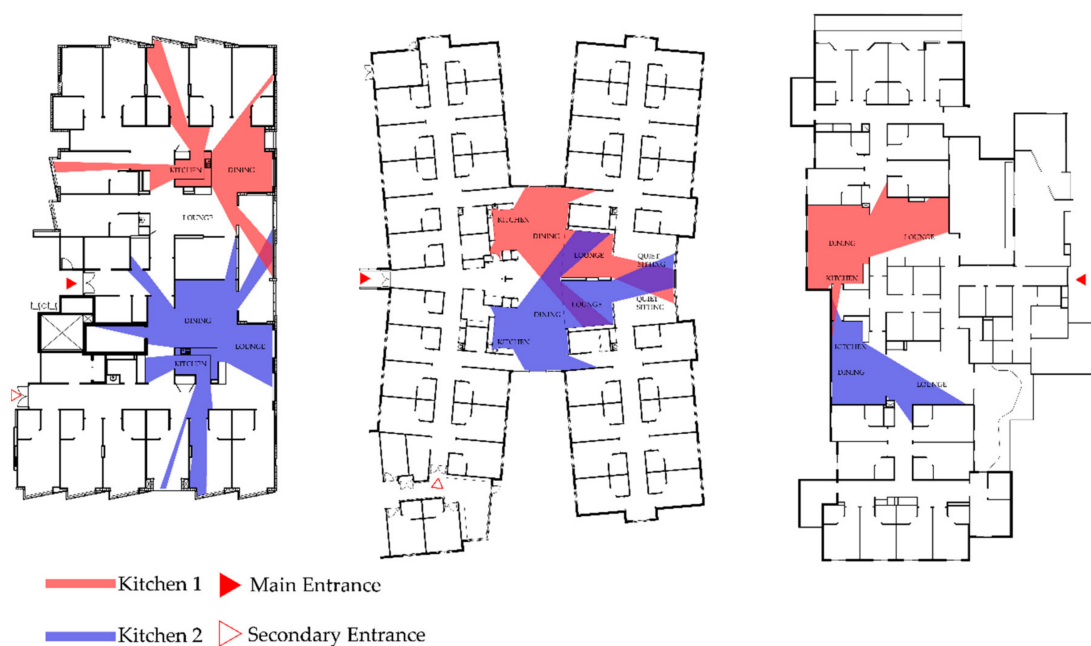 KITCHEN
DINING
LOUNGE
DINING
LOUNGE
KITCHEN
KITCHEN
DINING
LOUNGE
QUIET
SITTING
LOUNGE
QUIET
SITTING
DINING
KITCHEN
DINING
LOUNGE
KITCHEN
KITCHEN
DINING
LOUNGE
Kitchen 1
Main Entrance
Kitchen 2
Secondary Entrance